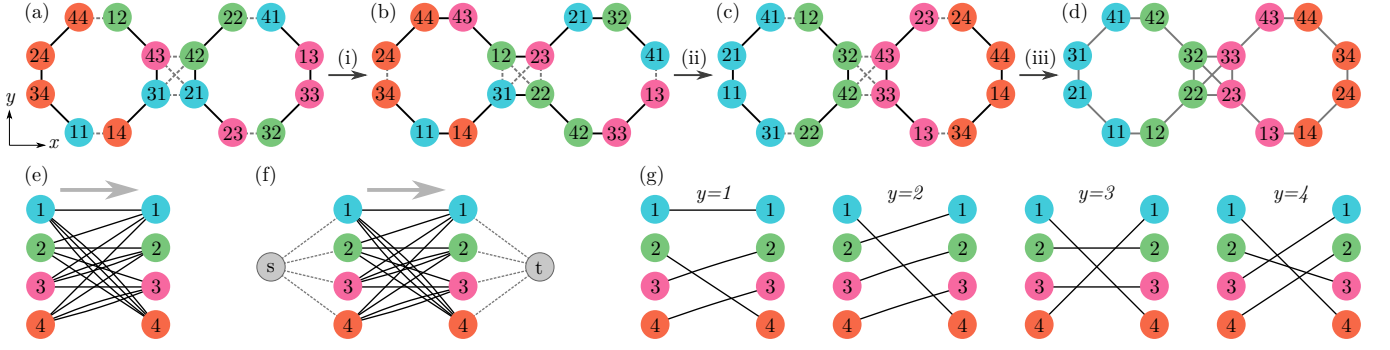 (a) (b) (c) (d)
44 12 22 41
24 43 42 13
34 31 21 33
11 14 23 32
y
x
(i)
44 43 21 32
24 12 23 41
34 31 22 13
11 14 42 33
(ii)
41 12 23 24
21 32 43 44
11 42 33 14
31 22 13 34
(iii)
41 42 43 44
31 32 33 34
21 22 23 24
11 12 13 14
(e) (f) (g)
1 1
2 2
3 3
4 4
s 1 1 t
2 2
3 3
4 4
y=1 y=2 y=3 y=4
1 1 1 1 1 1 1 1
2 2 2 2 2 2 2 2
3 3 3 3 3 3 3 3
4 4 4 4 4 4 4 4